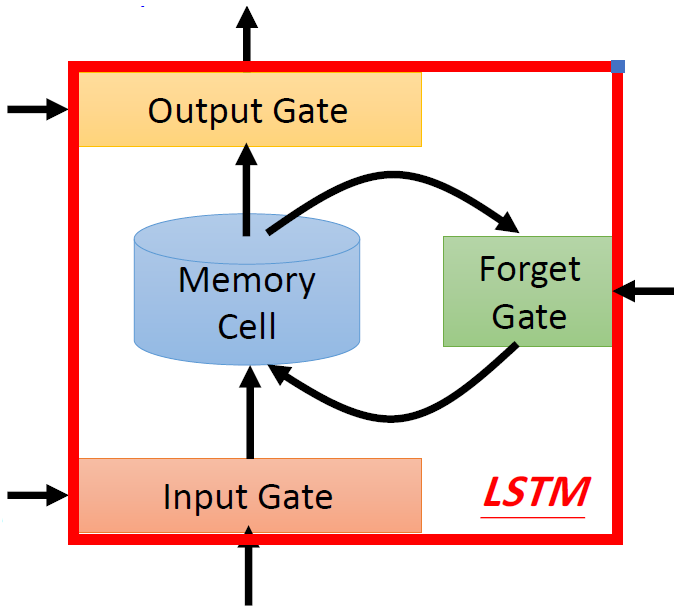 Output Gate
Memory
Cell
Forget
Gate
Input Gate
LSTM